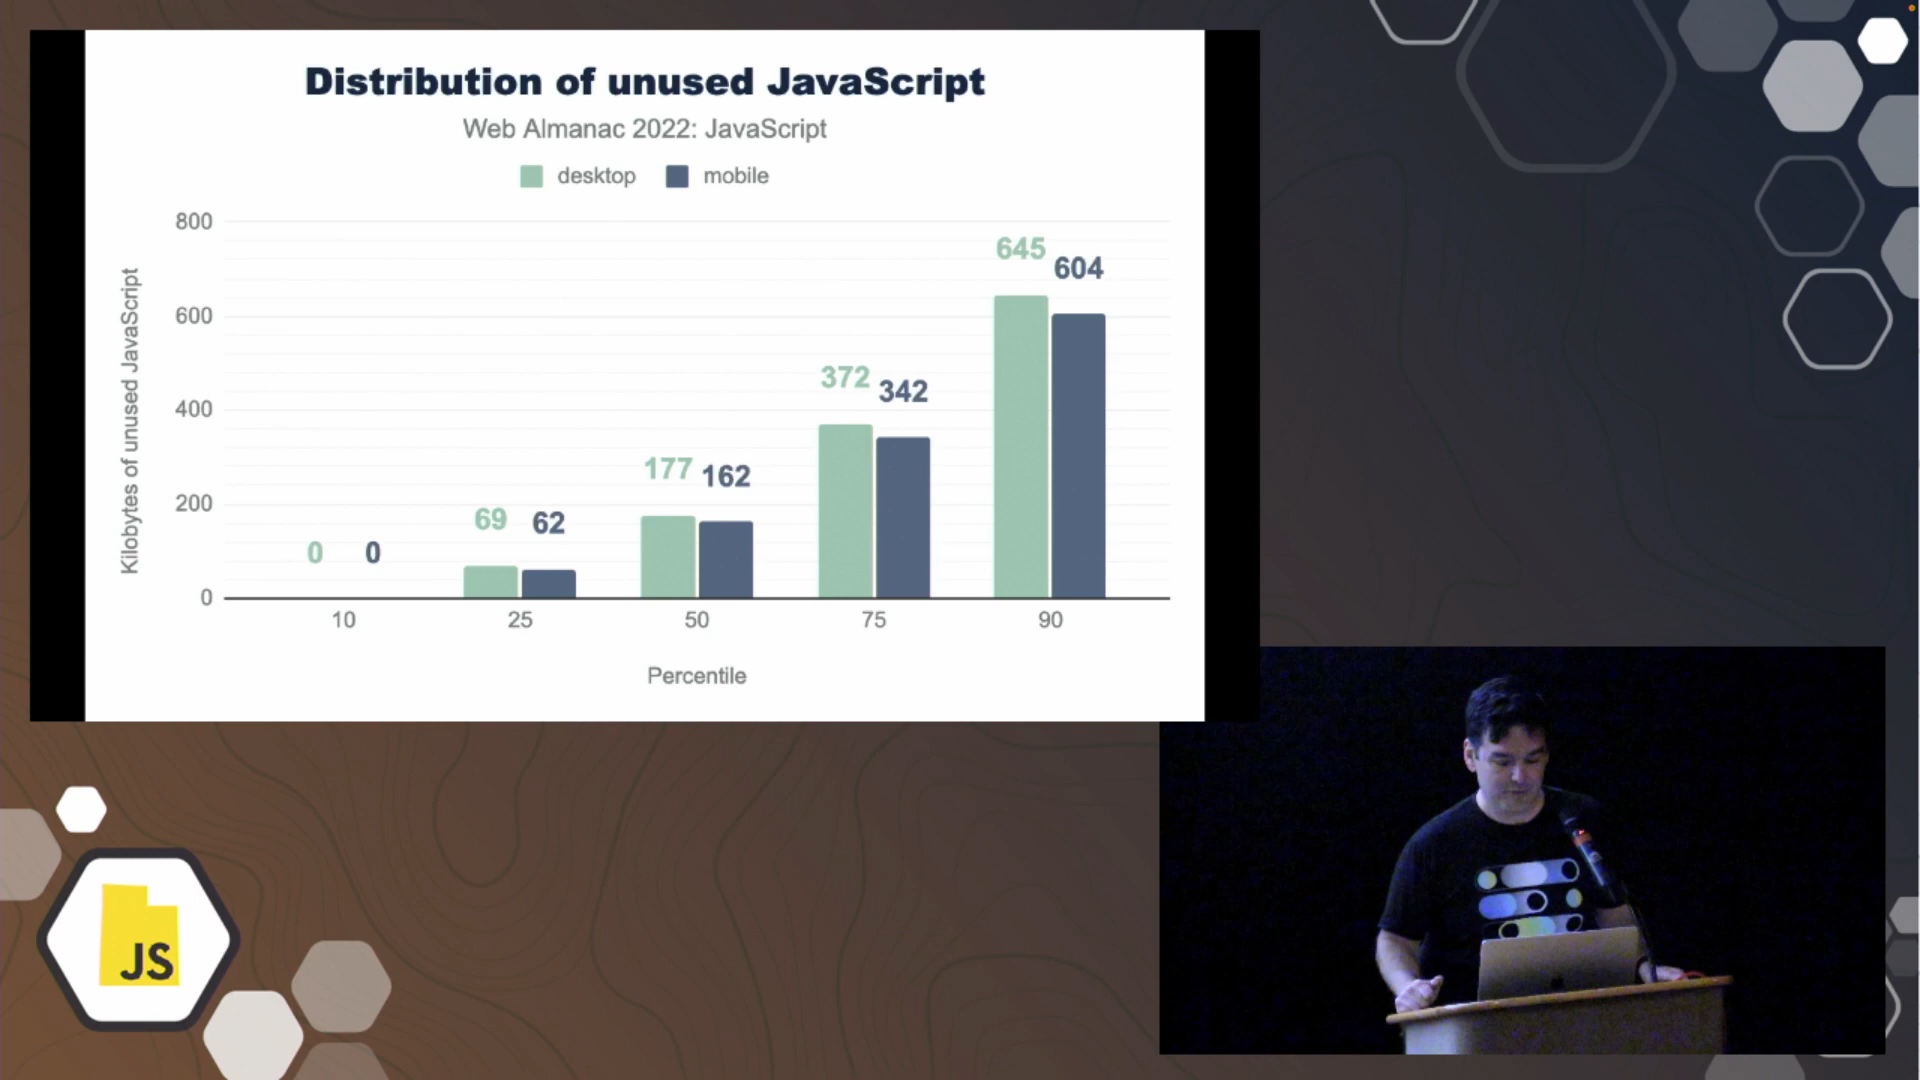 Distribution of unused JavaScript
Web Almanac 2022: JavaScript
desktop mobile
Kilobytes of unused JavaScript
800
600
400
200
0
0 0
69 62
177 162
372 342
645 604
10 25 50 75 90
Percentile
JS